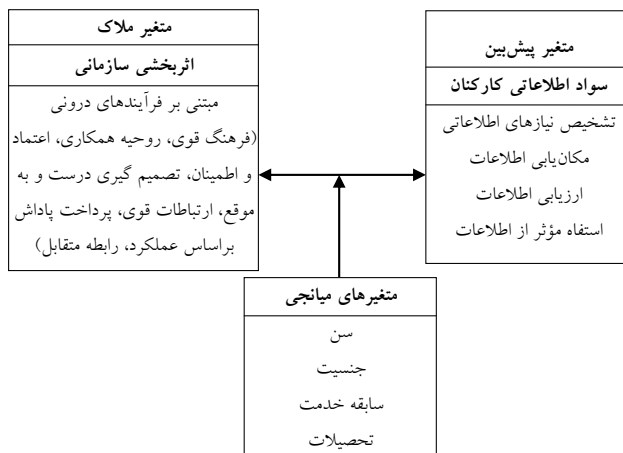 متغیر پیش‌بین
سواد اطلاعاتی کارکنان
تشخیص نیازهای اطلاعاتی
مکان‌یابی اطلاعات
ارزیابی اطلاعات
استفاه مؤثر از اطلاعات
متغیر ملاک
اثربخشی سازمانی
مبتنی بر فرآیندهای درونی
(فرهنگ قوی، روحیه همکاری، اعتماد
و اطمینان، تصمیم گیری درست و به
موقع، ارتباطات قوی، پرداخت پاداش
براساس عملکرد، رابطه متقابل)
متغیرهای میانجی
سن
جنسیت
سابقه خدمت
تحصیلات